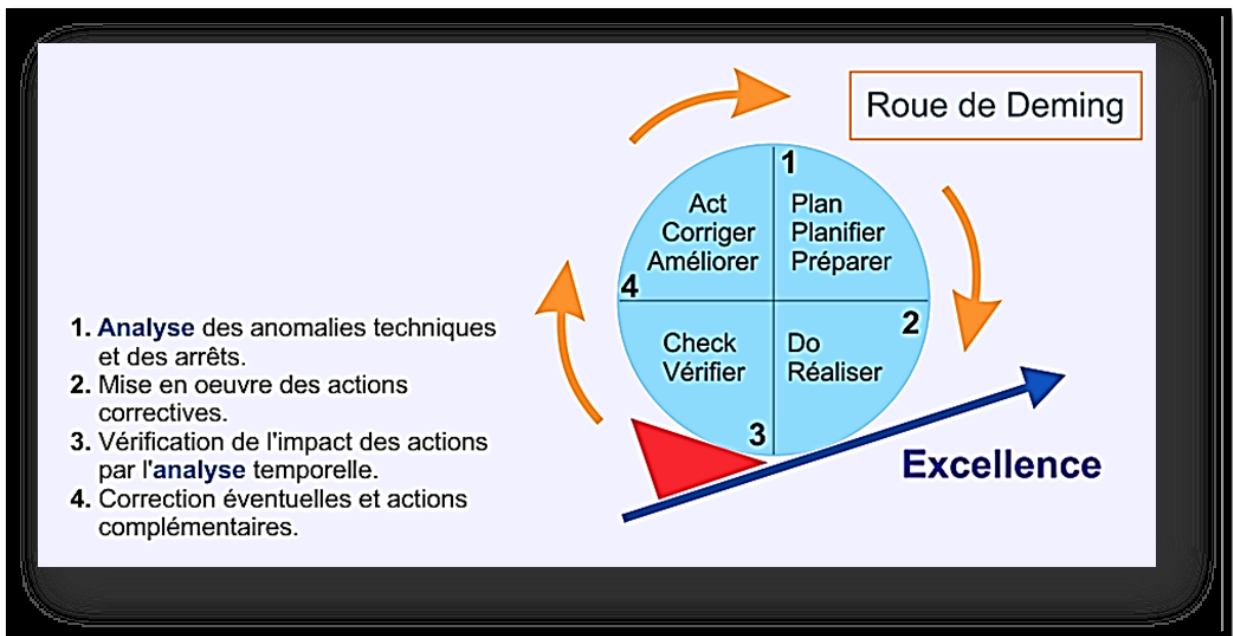 Roue de Deming
1
Act
Corriger
Améliorer
Plan
Planifier
Préparer
4
2
Check
Vérifier
Do
Réaliser
3
Excellence
1. Analyse des anomalies techniques
et des arrêts.
2. Mise en oeuvre des actions
correctives.
3. Vérification de l'impact des actions
par l'analyse temporelle.
4. Correction éventuelles et actions
complémentaires.